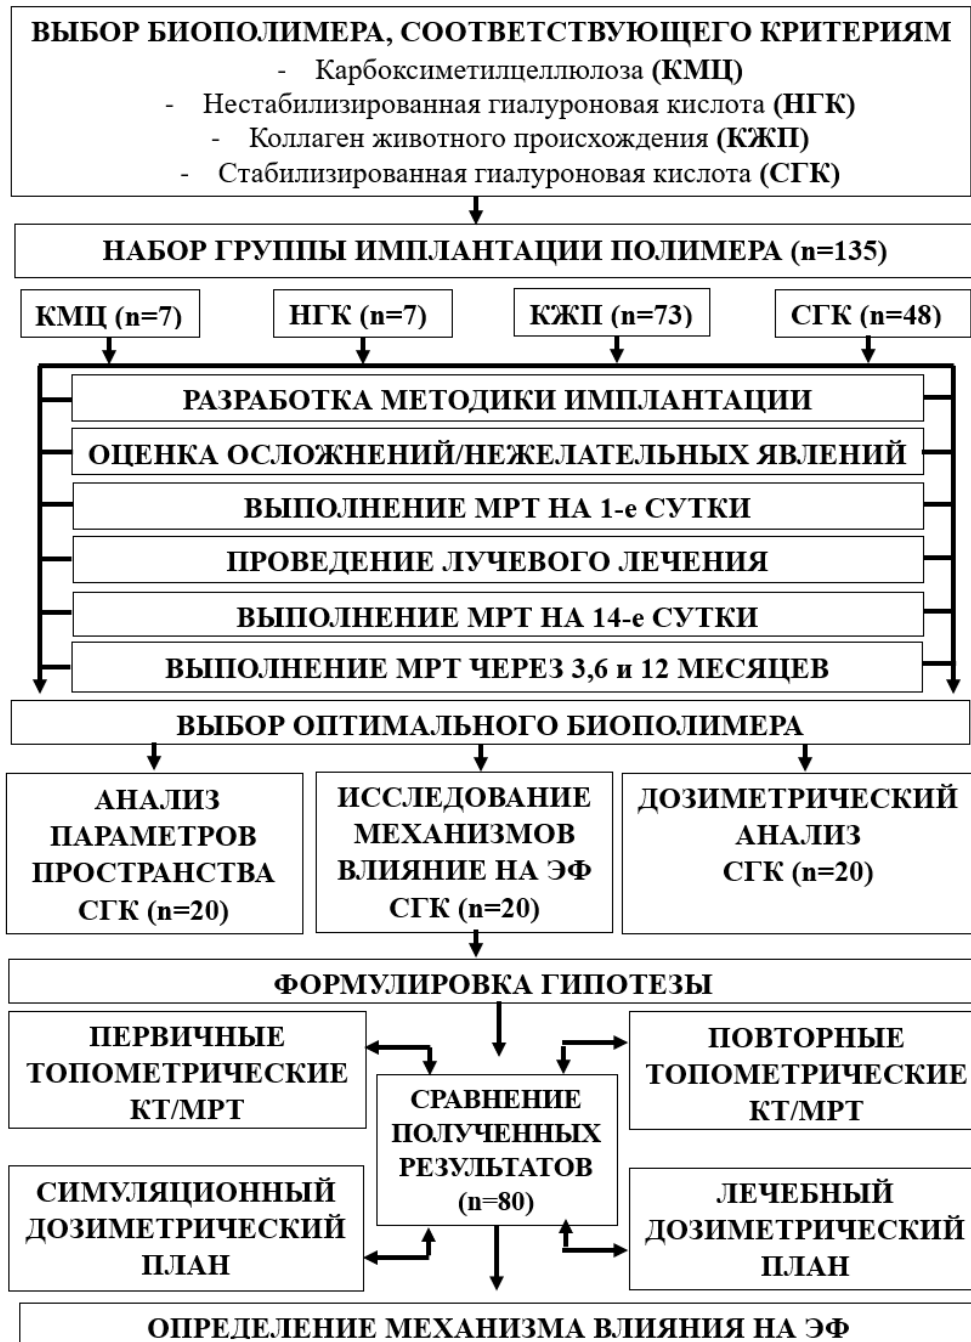 ВЫБОР БИОПОЛИМЕРА, СООТВЕТСТВУЮЩЕГО КРИТЕРИЯМ
- Карбоксиметилцеллюлоза (КМЦ)
- Нестабилизированная гиалуроновая кислота (НГК)
- Коллаген животного происхождения (КЖП)
- Стабилизированная гиалуроновая кислота (СГК)
НАБОР ГРУППЫ ИМПЛАНТАЦИИ ПОЛИМЕРА (n=135)
КМЦ (n=7)
НГК (n=7)
КЖП (n=73)
СГК (n=48)
РАЗРАБОТКА МЕТОДИКИ ИМПЛАНТАЦИИ
ОЦЕНКА ОСЛОЖНЕНИЙ/НЕЖЕЛАТЕЛЬНЫХ ЯВЛЕНИЙ
ВЫПОЛНЕНИЕ МРТ НА 1-е СУТКИ
ПРОВЕДЕНИЕ ЛУЧЕВОГО ЛЕЧЕНИЯ
ВЫПОЛНЕНИЕ МРТ НА 14-е СУТКИ
ВЫПОЛНЕНИЕ МРТ ЧЕРЕЗ 3,6 и 12 МЕСЯЦЕВ
ВЫБОР ОПТИМАЛЬНОГО БИОПОЛИМЕРА
АНАЛИЗ
ПАРАМЕТРОВ
ПРОСТРАНСТВА
СГК (n=20)
ИССЛЕДОВАНИЕ
МЕХАНИЗМОВ
ВЛИЯНИЕ НА ЭФ
СГК (n=20)
ДОЗИМЕТРИЧЕСКИЙ
АНАЛИЗ
СГК (n=20)
ФОРМУЛИРОВКА ГИПОТЕЗЫ
ПЕРВИЧНЫЕ
ТОПОМЕТРИЧЕСКИЕ
КТ/МРТ
СРАВНЕНИЕ
ПОЛУЧЕННЫХ
РЕЗУЛЬТАТОВ
(n=80)
ПОВТОРНЫЕ
ТОПОМЕТРИЧЕСКИЕ
КТ/МРТ
СИМУЛЯЦИОННЫЙ
ДОЗИМЕТРИЧЕСКИЙ
ПЛАН
ЛЕЧЕБНЫЙ
ДОЗИМЕТРИЧЕСКИЙ
ПЛАН
ОПРЕДЕЛЕНИЕ МЕХАНИЗМА ВЛИЯНИЯ НА ЭФ